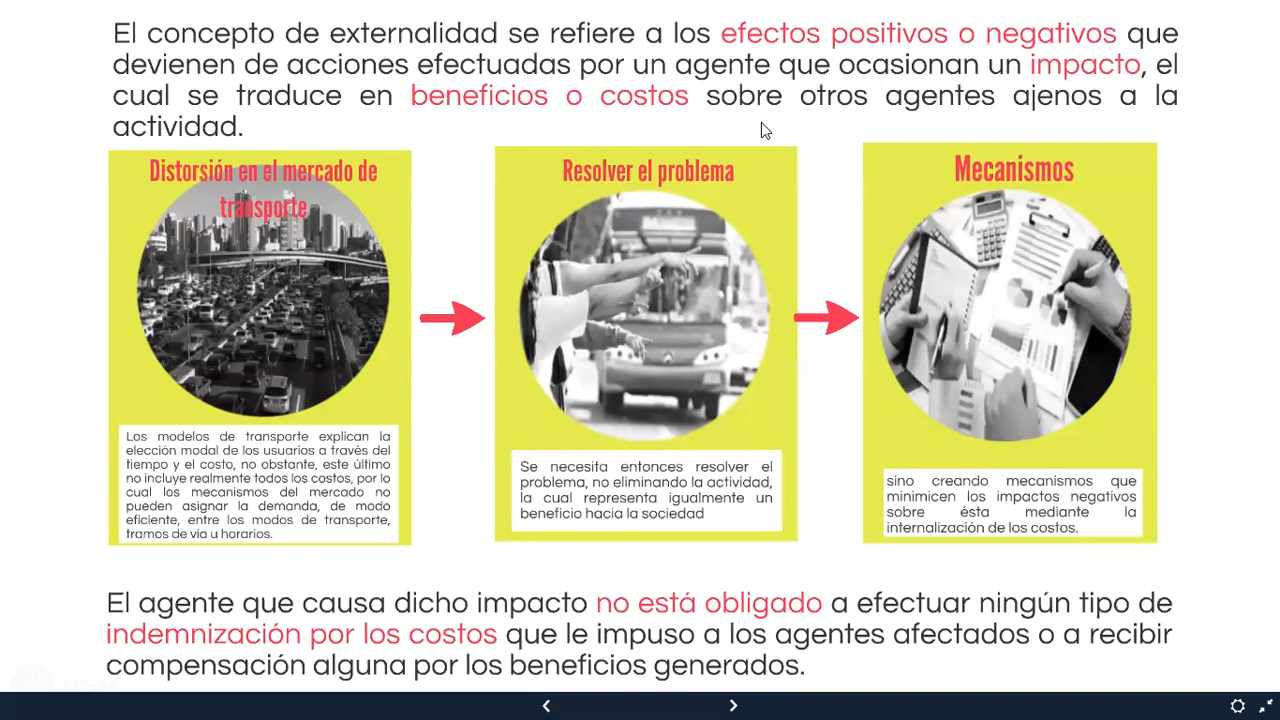 El concepto de externalidad se refiere a los efectos positivos o negativos que
devienen de acciones efectuadas por un agente que ocasionan un impacto, el
cual se traduce en beneficios o costos sobre otros agentes ajenos a la
actividad.
Distorsión en el mercado de
transporte
Los modelos de transporte explican la
elección modal de los usuarios a través del
tiempo y el costo, no obstante, este último
no incluye realmente todos los costos, por lo
cual los mecanismos del mercado no
pueden asignar la demanda, de modo
eficiente, entre los modos de transporte,
tramos de vía u horarios.
Resolver el problema
Se necesita entonces resolver el
problema, no eliminando la actividad,
la cual representa igualmente un
beneficio hacia la sociedad
Mecanismos
sino creando mecanismos que
minimicen los impactos negativos
sobre ésta mediante la
internalización de los costos.
El agente que causa dicho impacto no está obligado a efectuar ningún tipo de
indemnización por los costos que le impuso a los agentes afectados o a recibir
compensación alguna por los beneficios generados.